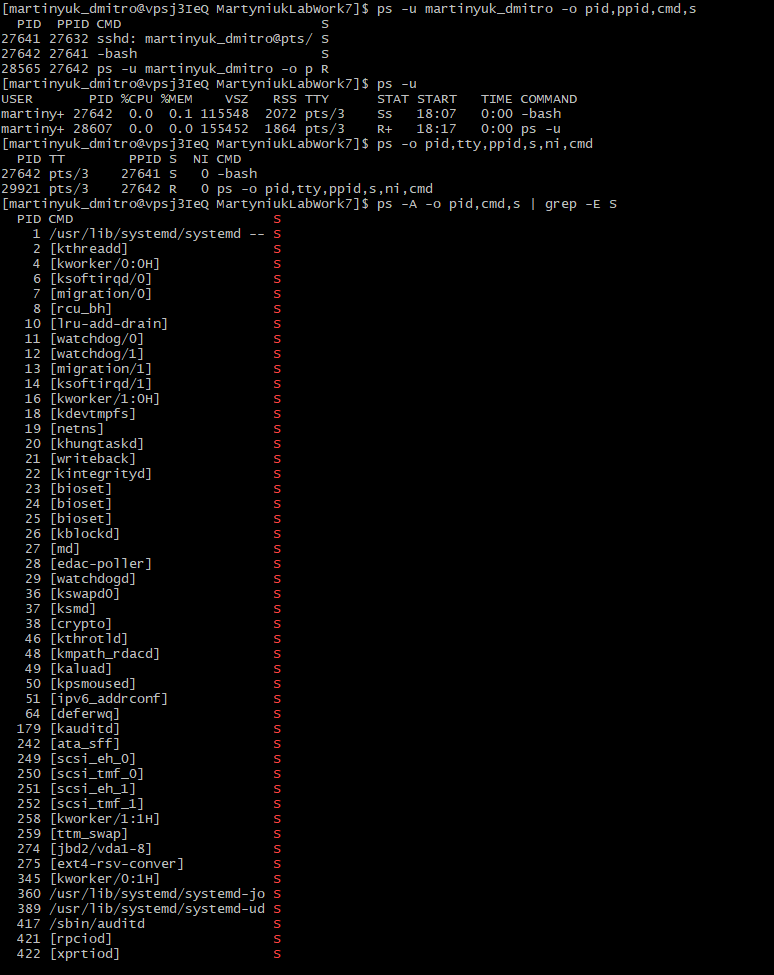 [martinyuk_dmitro@vpsj3IeQ MartyniukLabWork7]$ ps -u martinyuk_dmitro -o pid,ppid,cmd,s
  PID  PPID CMD                         S
27641 27632 sshd: martinyuk_dmitro@pts/ S
27642 27641 -bash                       S
28565 27642 ps -u martinyuk_dmitro -o p R
[martinyuk_dmitro@vpsj3IeQ MartyniukLabWork7]$ ps -u
USER       PID %CPU %MEM    VSZ   RSS TTY      STAT START   TIME COMMAND
martiny+ 27642  0.0  0.1 115548  2072 pts/3    Ss   18:07   0:00 -bash
martiny+ 28607  0.0  0.0 155452  1864 pts/3    R+   18:17   0:00 ps -u
[martinyuk_dmitro@vpsj3IeQ MartyniukLabWork7]$ ps -o pid,tty,ppid,s,ni,cmd
  PID TT        PPID S  NI CMD
27642 pts/3    27641 S   0 -bash
29921 pts/3    27642 R   0 ps -o pid,tty,ppid,s,ni,cmd
[martinyuk_dmitro@vpsj3IeQ MartyniukLabWork7]$ ps -A -o pid,cmd,s | grep -E S
  PID CMD                         S
    1 /usr/lib/systemd/systemd -- S
    2 [kthreadd]                  S
    4 [kworker/0:0H]              S
    6 [ksoftirqd/0]               S
    7 [migration/0]               S
    8 [rcu_bh]                    S
   10 [lru-add-drain]             S
   11 [watchdog/0]                S
   12 [watchdog/1]                S
   13 [migration/1]               S
   14 [ksoftirqd/1]               S
   16 [kworker/1:0H]              S
   18 [kdevtmpfs]                 S
   19 [netns]                     S
   20 [khungtaskd]                S
   21 [writeback]                 S
   22 [kintegrityd]               S
   23 [bioset]                    S
   24 [bioset]                    S
   25 [bioset]                    S
   26 [kblockd]                   S
   27 [md]                        S
   28 [edac-poller]               S
   29 [watchdogd]                 S
   36 [kswapd0]                   S
   37 [ksmd]                      S
   38 [crypto]                    S
   46 [kthrotld]                  S
   48 [kmpath_rdacd]              S
   49 [kaluad]                    S
   50 [kpsmoused]                 S
   51 [ipv6_addrconf]             S
   64 [deferwq]                   S
  179 [kauditd]                   S
  242 [ata_sff]                   S
  249 [scsi_eh_0]                 S
  250 [scsi_tmf_0]                S
  251 [scsi_eh_1]                 S
  252 [scsi_tmf_1]                S
  258 [kworker/1:1H]              S
  259 [ttm_swap]                  S
  274 [jbd2/vda1-8]               S
  275 [ext4-rsv-conver]           S
  345 [kworker/0:1H]              S
  360 /usr/lib/systemd/systemd-jo S
  389 /usr/lib/systemd/systemd-ud S
  417 /sbin/auditd                S
  421 [rpciod]                    S
  422 [xprtiod]                   S